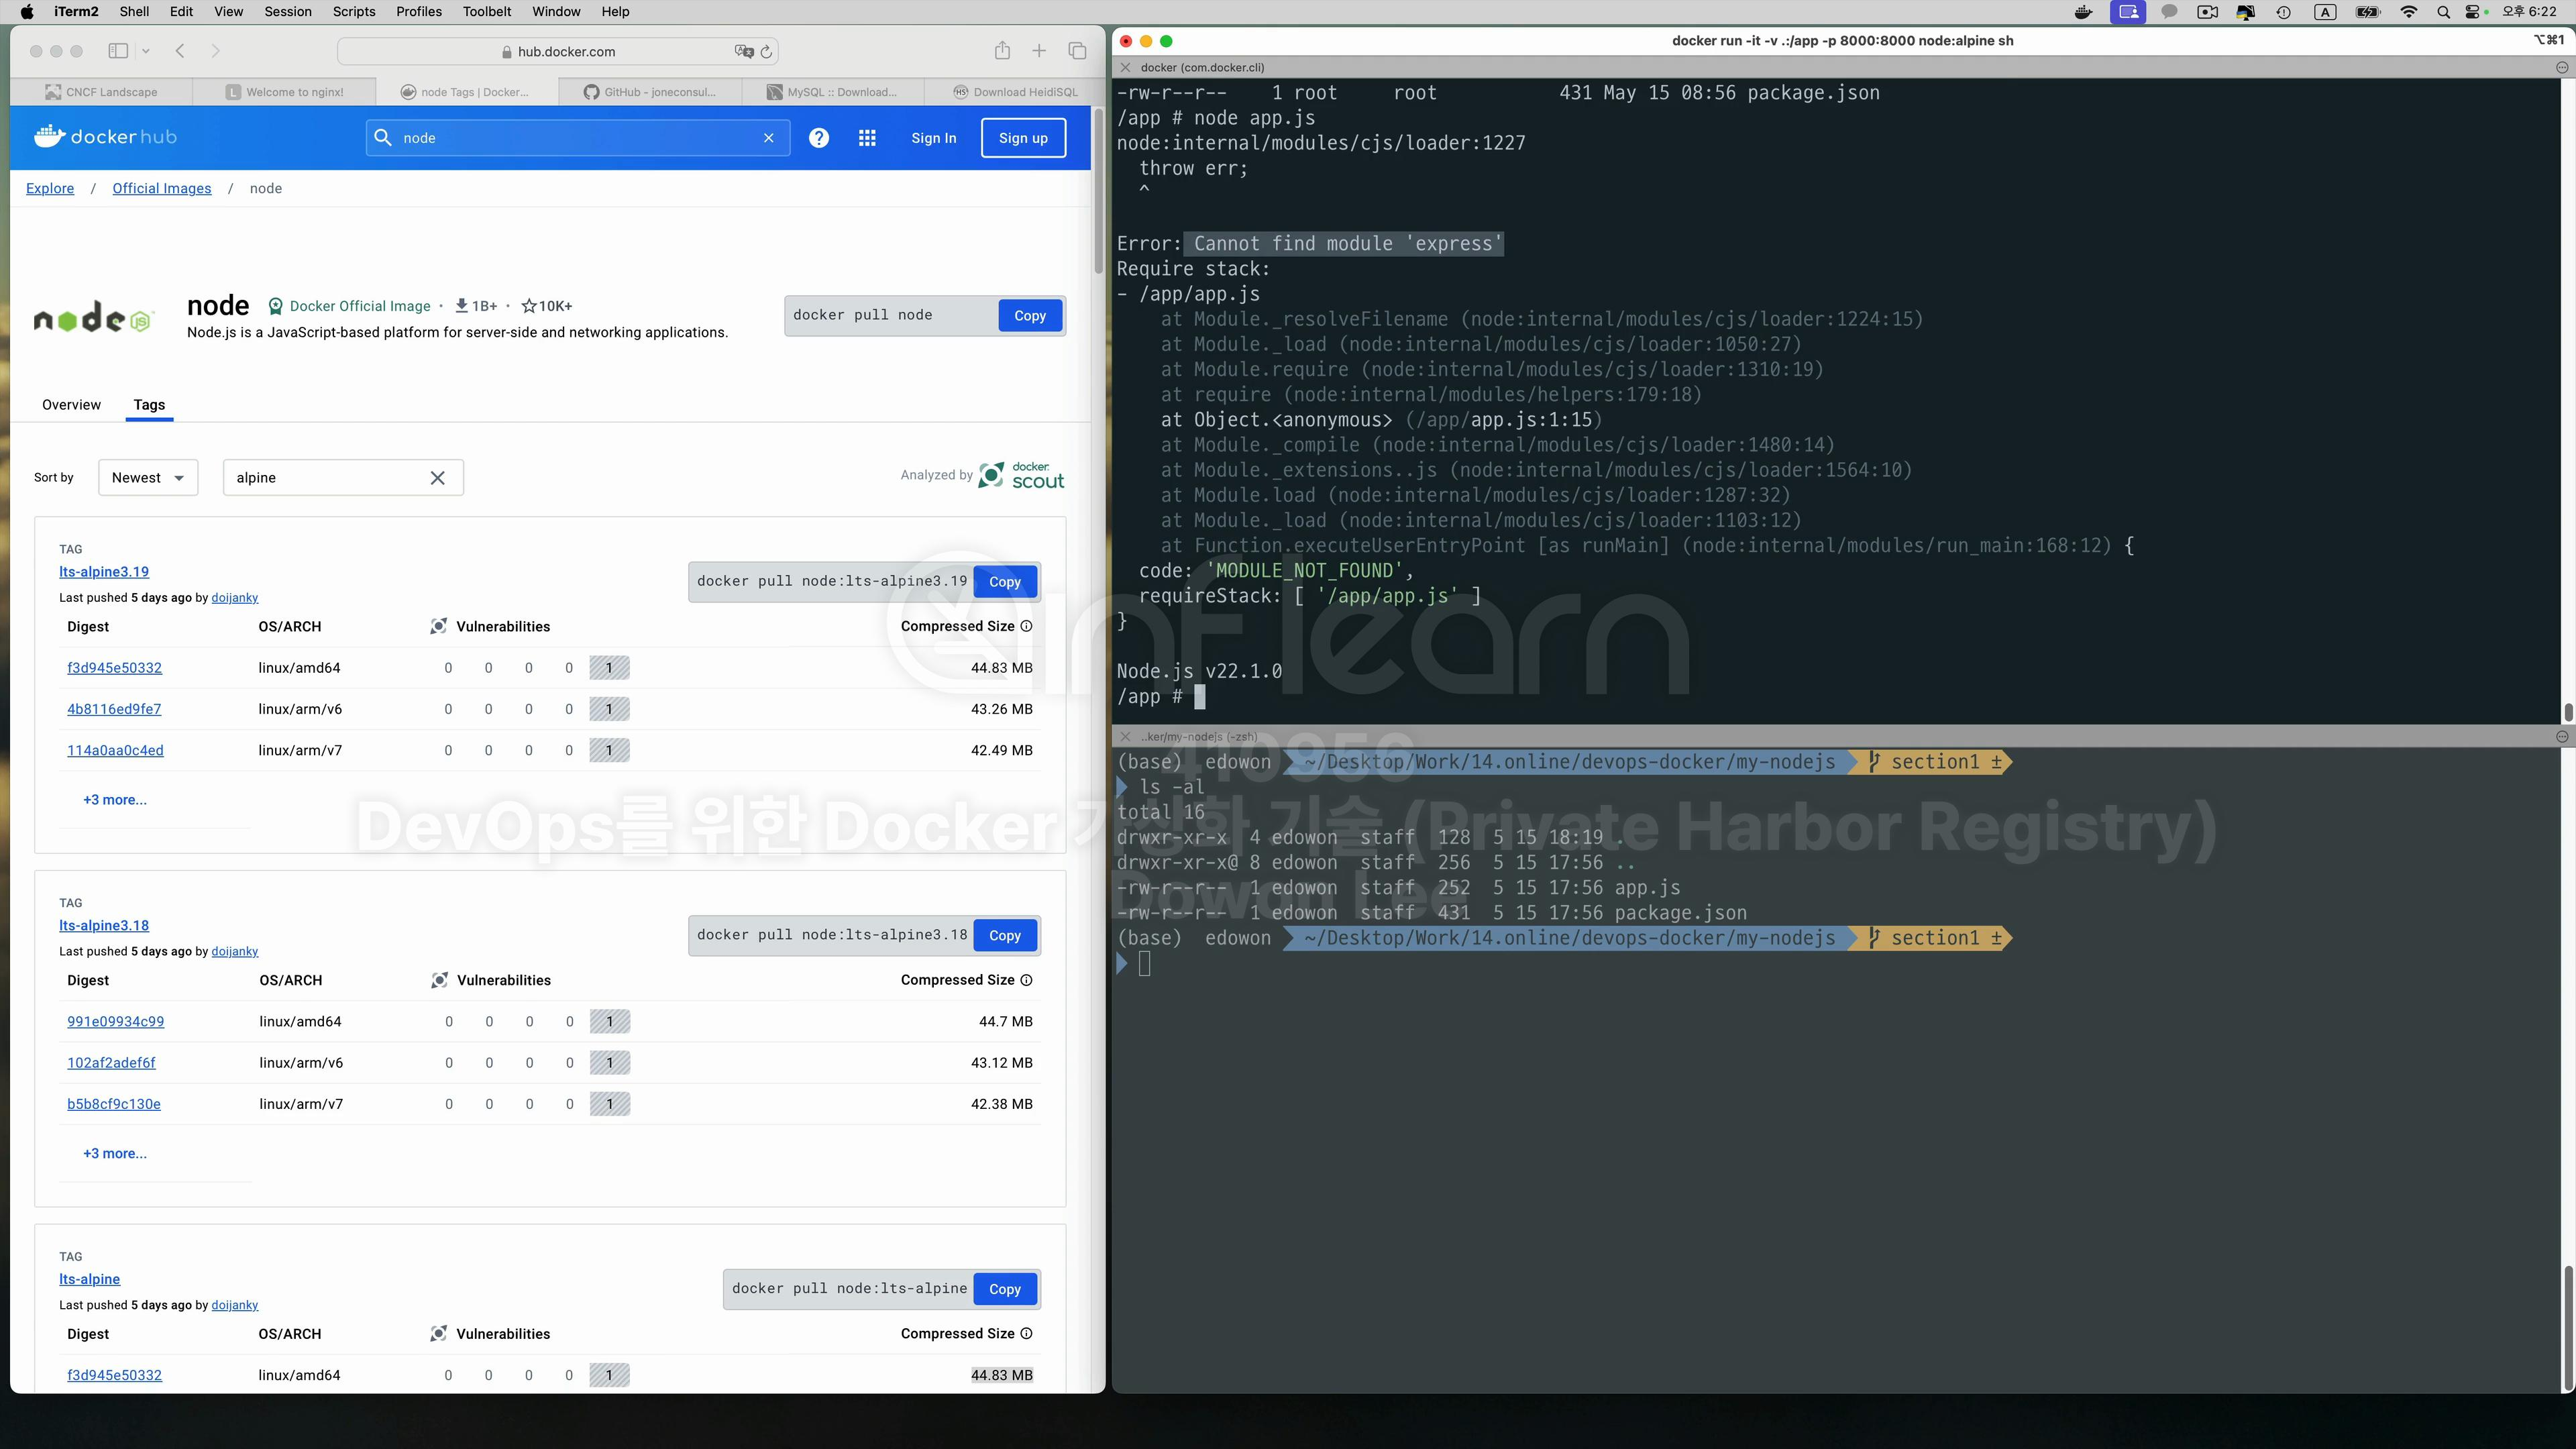 iTerm2 Shell Edit View Session Scripts Profiles Toolbelt Window Help
A 오후 6:22
hub.docker.com
CNCF Landscape
L Welcome to nginx!
node Tags | Docker...
GitHub - joneconsul...
MySQL :: Download...
HS Download HeidiSQL
docker hub
node
Sign In
Sign up
Explore / Official Images / node
node
node Docker Official Image · 1B+ · 10K+
Node.js is a JavaScript-based platform for server-side and networking applications.
docker pull node Copy
Overview Tags
Sort by Newest alpine
Analyzed by docker scout
TAG
lts-alpine3.19
Last pushed 5 days ago by doijanky
docker pull node:lts-alpine3.19 Copy
Digest OS/ARCH Vulnerabilities Compressed Size
f3d945e50332 linux/amd64 0 0 0 0 1 44.83 MB
4b8116ed9fe7 linux/arm/v6 0 0 0 0 1 43.26 MB
114a0aa0c4ed linux/arm/v7 0 0 0 0 1 42.49 MB
+3 more...
TAG
lts-alpine3.18
Last pushed 5 days ago by doijanky
docker pull node:lts-alpine3.18 Copy
Digest OS/ARCH Vulnerabilities Compressed Size
991e09934c99 linux/amd64 0 0 0 0 1 44.7 MB
102af2adef6f linux/arm/v6 0 0 0 0 1 43.12 MB
b5b8cf9c130e linux/arm/v7 0 0 0 0 1 42.38 MB
+3 more...
TAG
lts-alpine
Last pushed 5 days ago by doijanky
docker pull node:lts-alpine Copy
Digest OS/ARCH Vulnerabilities Compressed Size
f3d945e50332 linux/amd64 0 0 0 0 1 44.83 MB
docker run -it -v .:/app -p 8000:8000 node:alpine sh
⌥⌘1
docker (com.docker.cli)
-rw-r--r-- 1 root root 431 May 15 08:56 package.json
/app # node app.js
node:internal/modules/cjs/loader:1227
throw err;
^
Error: Cannot find module 'express'
Require stack:
- /app/app.js
at Module._resolveFilename (node:internal/modules/cjs/loader:1224:15)
at Module._load (node:internal/modules/cjs/loader:1050:27)
at Module.require (node:internal/modules/cjs/loader:1310:19)
at require (node:internal/modules/helpers:179:18)
at Object.<anonymous> (/app/app.js:1:15)
at Module._compile (node:internal/modules/cjs/loader:1480:14)
at Module._extensions..js (node:internal/modules/cjs/loader:1564:10)
at Module.load (node:internal/modules/cjs/loader:1287:32)
at Module._load (node:internal/modules/cjs/loader:1103:12)
at Function.executeUserEntryPoint [as runMain] (node:internal/modules/run_main:168:12) {
code: 'MODULE_NOT_FOUND',
requireStack: [ '/app/app.js' ]
}
Node.js v22.1.0
/app #
..ker/my-nodejs (-zsh)
(base) edowon ~/Desktop/Work/14.online/devops-docker/my-nodejs section1 ±
ls -al
total 16
drwxr-xr-x 4 edowon staff 128 5 15 18:19 .
drwxr-xr-x@ 8 edowon staff 256 5 15 17:56 ..
-rw-r--r-- 1 edowon staff 252 5 15 17:56 app.js
-rw-r--r-- 1 edowon staff 431 5 15 17:56 package.json
(base) edowon ~/Desktop/Work/14.online/devops-docker/my-nodejs section1 ±
inflearn
410956
DevOps를 위한 Docker 기술 (Private Harbor Registry)
Dowon Lee